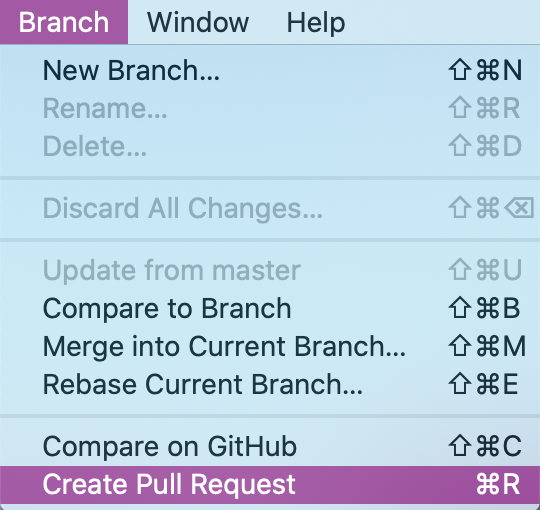 Branch Window Help
New Branch... ⇧⌘N
Rename... ⇧⌘R
Delete... ⇧⌘D
Discard All Changes... ⇧⌘⌫
Update from master ⇧⌘U
Compare to Branch ⇧⌘B
Merge into Current Branch... ⇧⌘M
Rebase Current Branch... ⇧⌘E
Compare on GitHub ⇧⌘C
Create Pull Request ⌘R